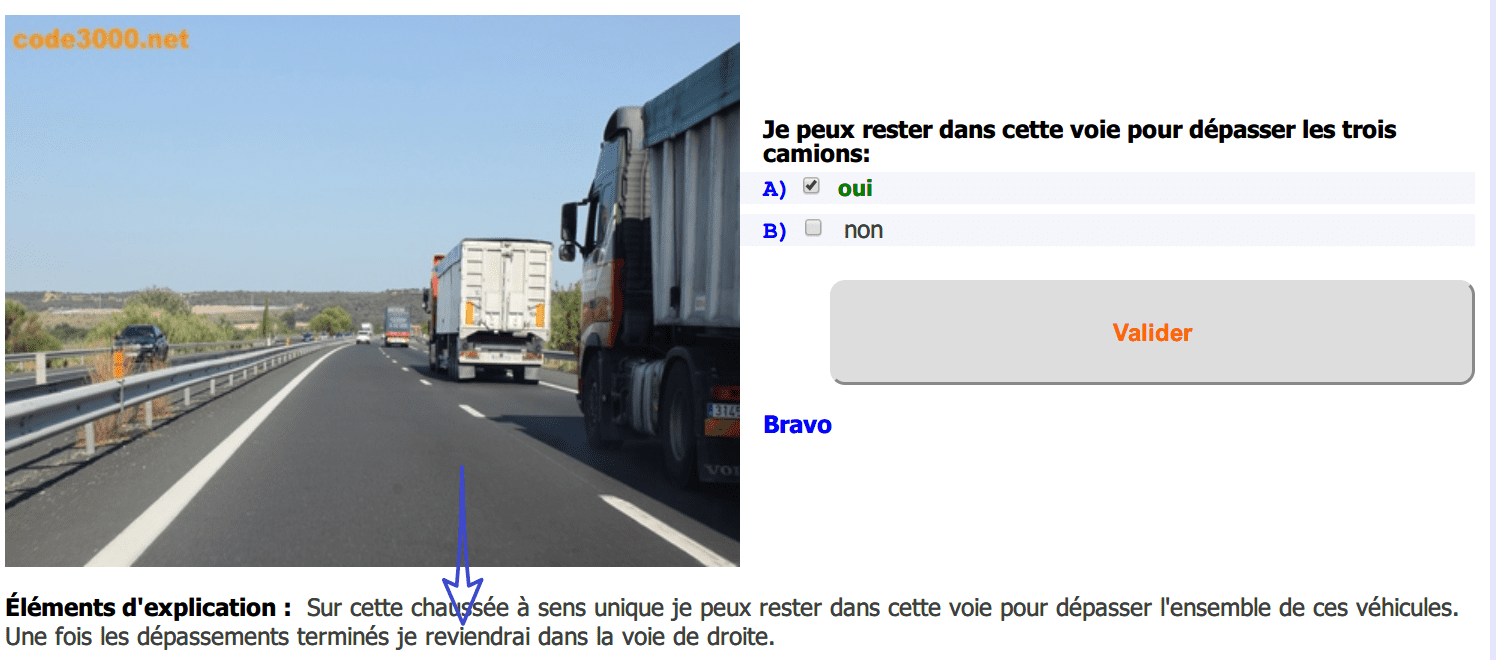 code3000.net
Je peux rester dans cette voie pour dépasser les trois
camions:
A) oui
B) non
Valider
Bravo
3145
VOLVO
Éléments d'explication : Sur cette chaussée à sens unique je peux rester dans cette voie pour dépasser l'ensemble de ces véhicules.
Une fois les dépassements terminés je reviendrai dans la voie de droite.